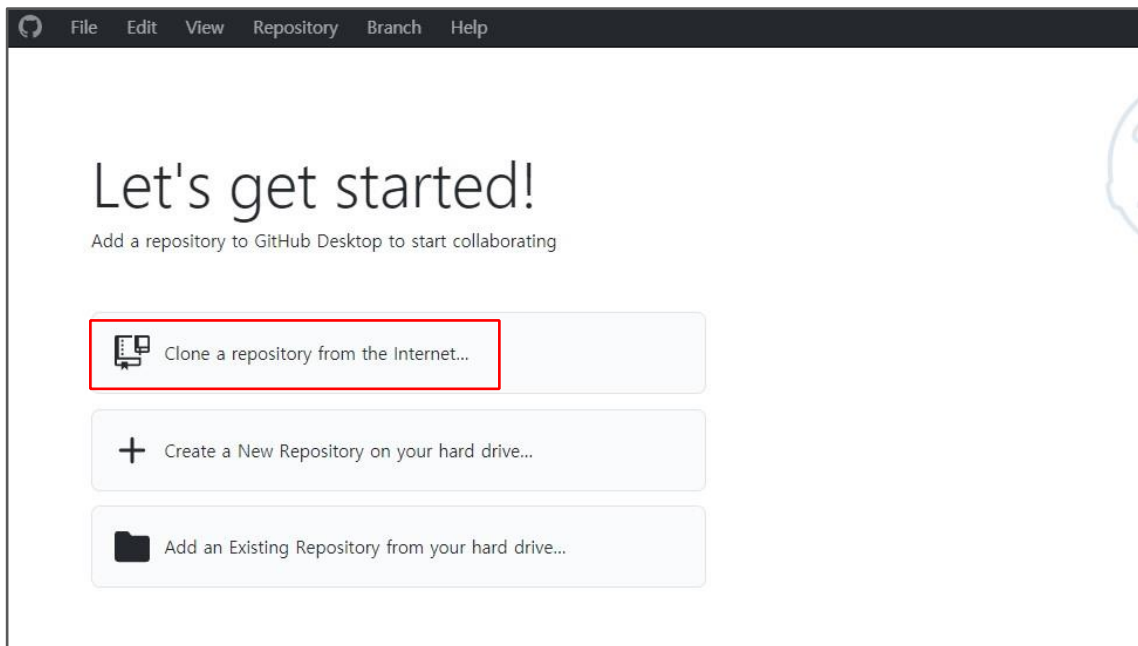 File Edit View Repository Branch Help
Let's get started!
Add a repository to GitHub Desktop to start collaborating
Clone a repository from the Internet...
Create a New Repository on your hard drive...
Add an Existing Repository from your hard drive...